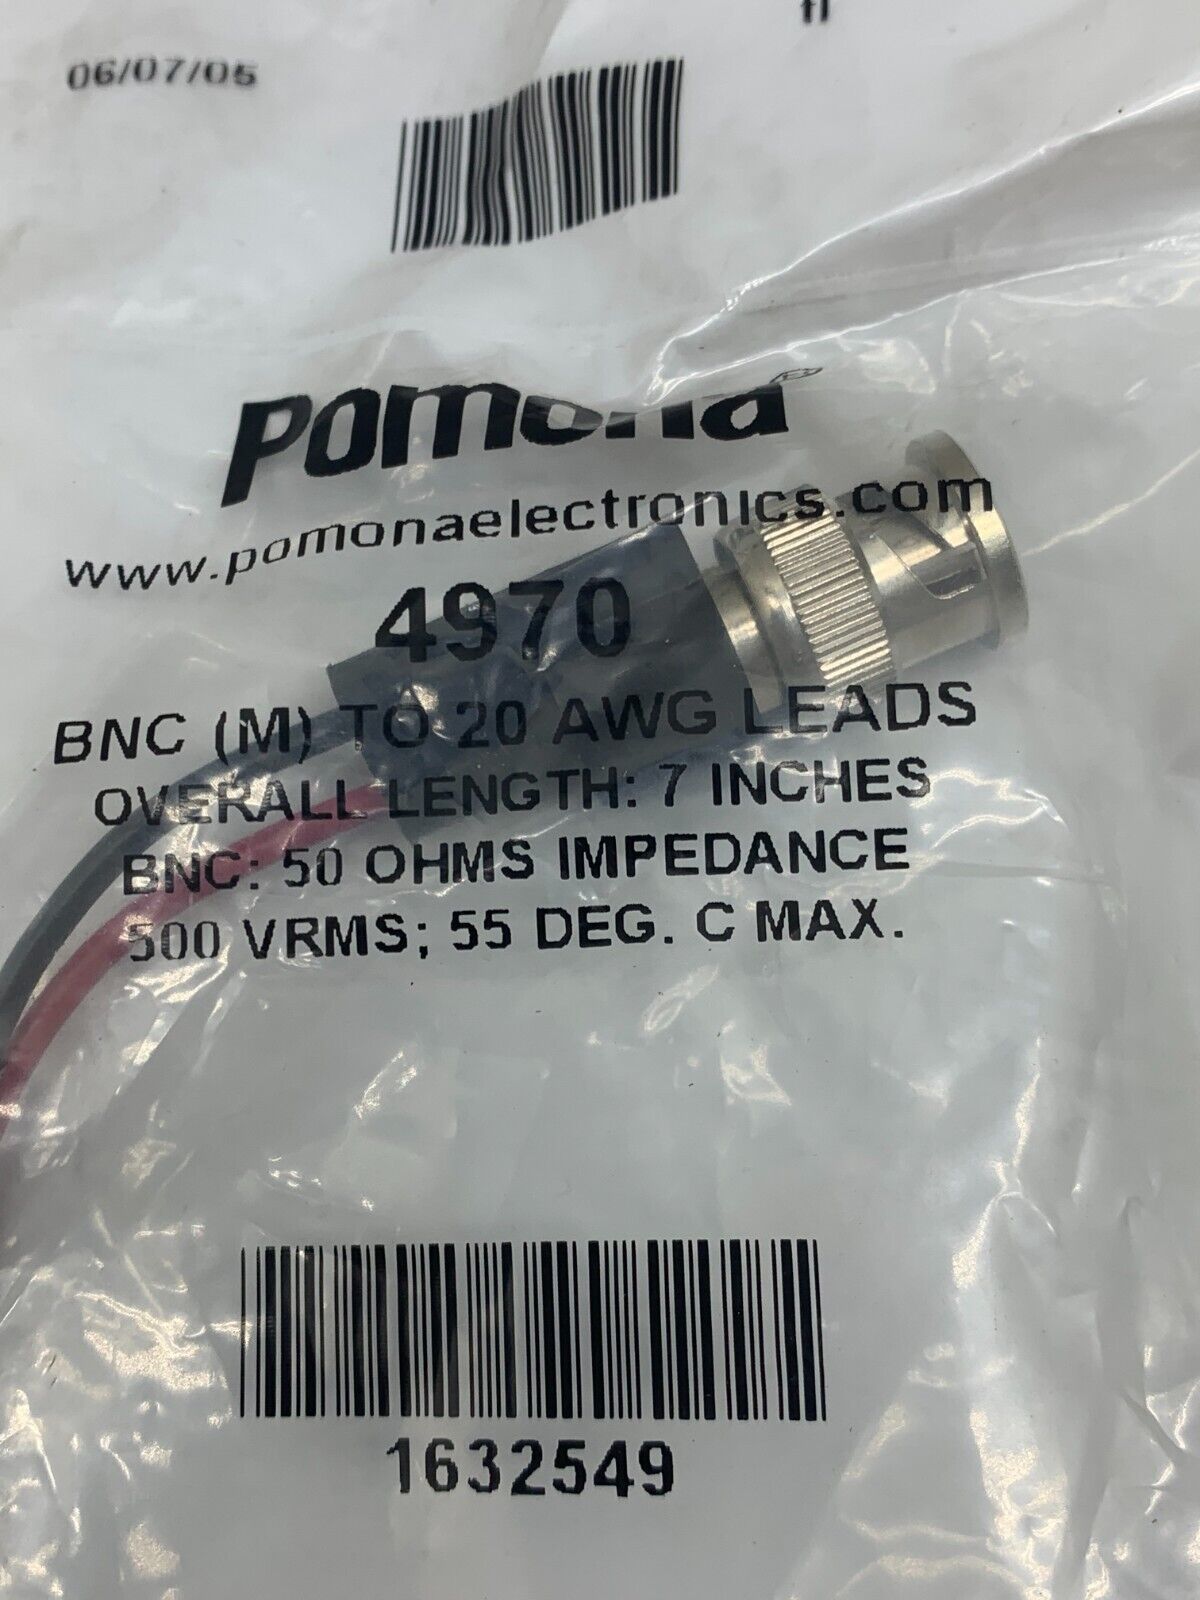 06/07/05
Pomona®
www.pomonaelectronics.com
4970
BNC (M) TO 20 AWG LEADS
OVERALL LENGTH: 7 INCHES
BNC: 50 OHMS IMPEDANCE
500 VRMS; 55 DEG. C MAX.
1632549